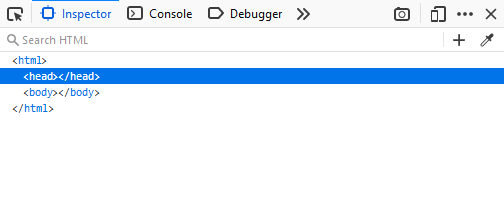 Inspector Console Debugger
Search HTML
<html>
<head></head>
<body></body>
</html>